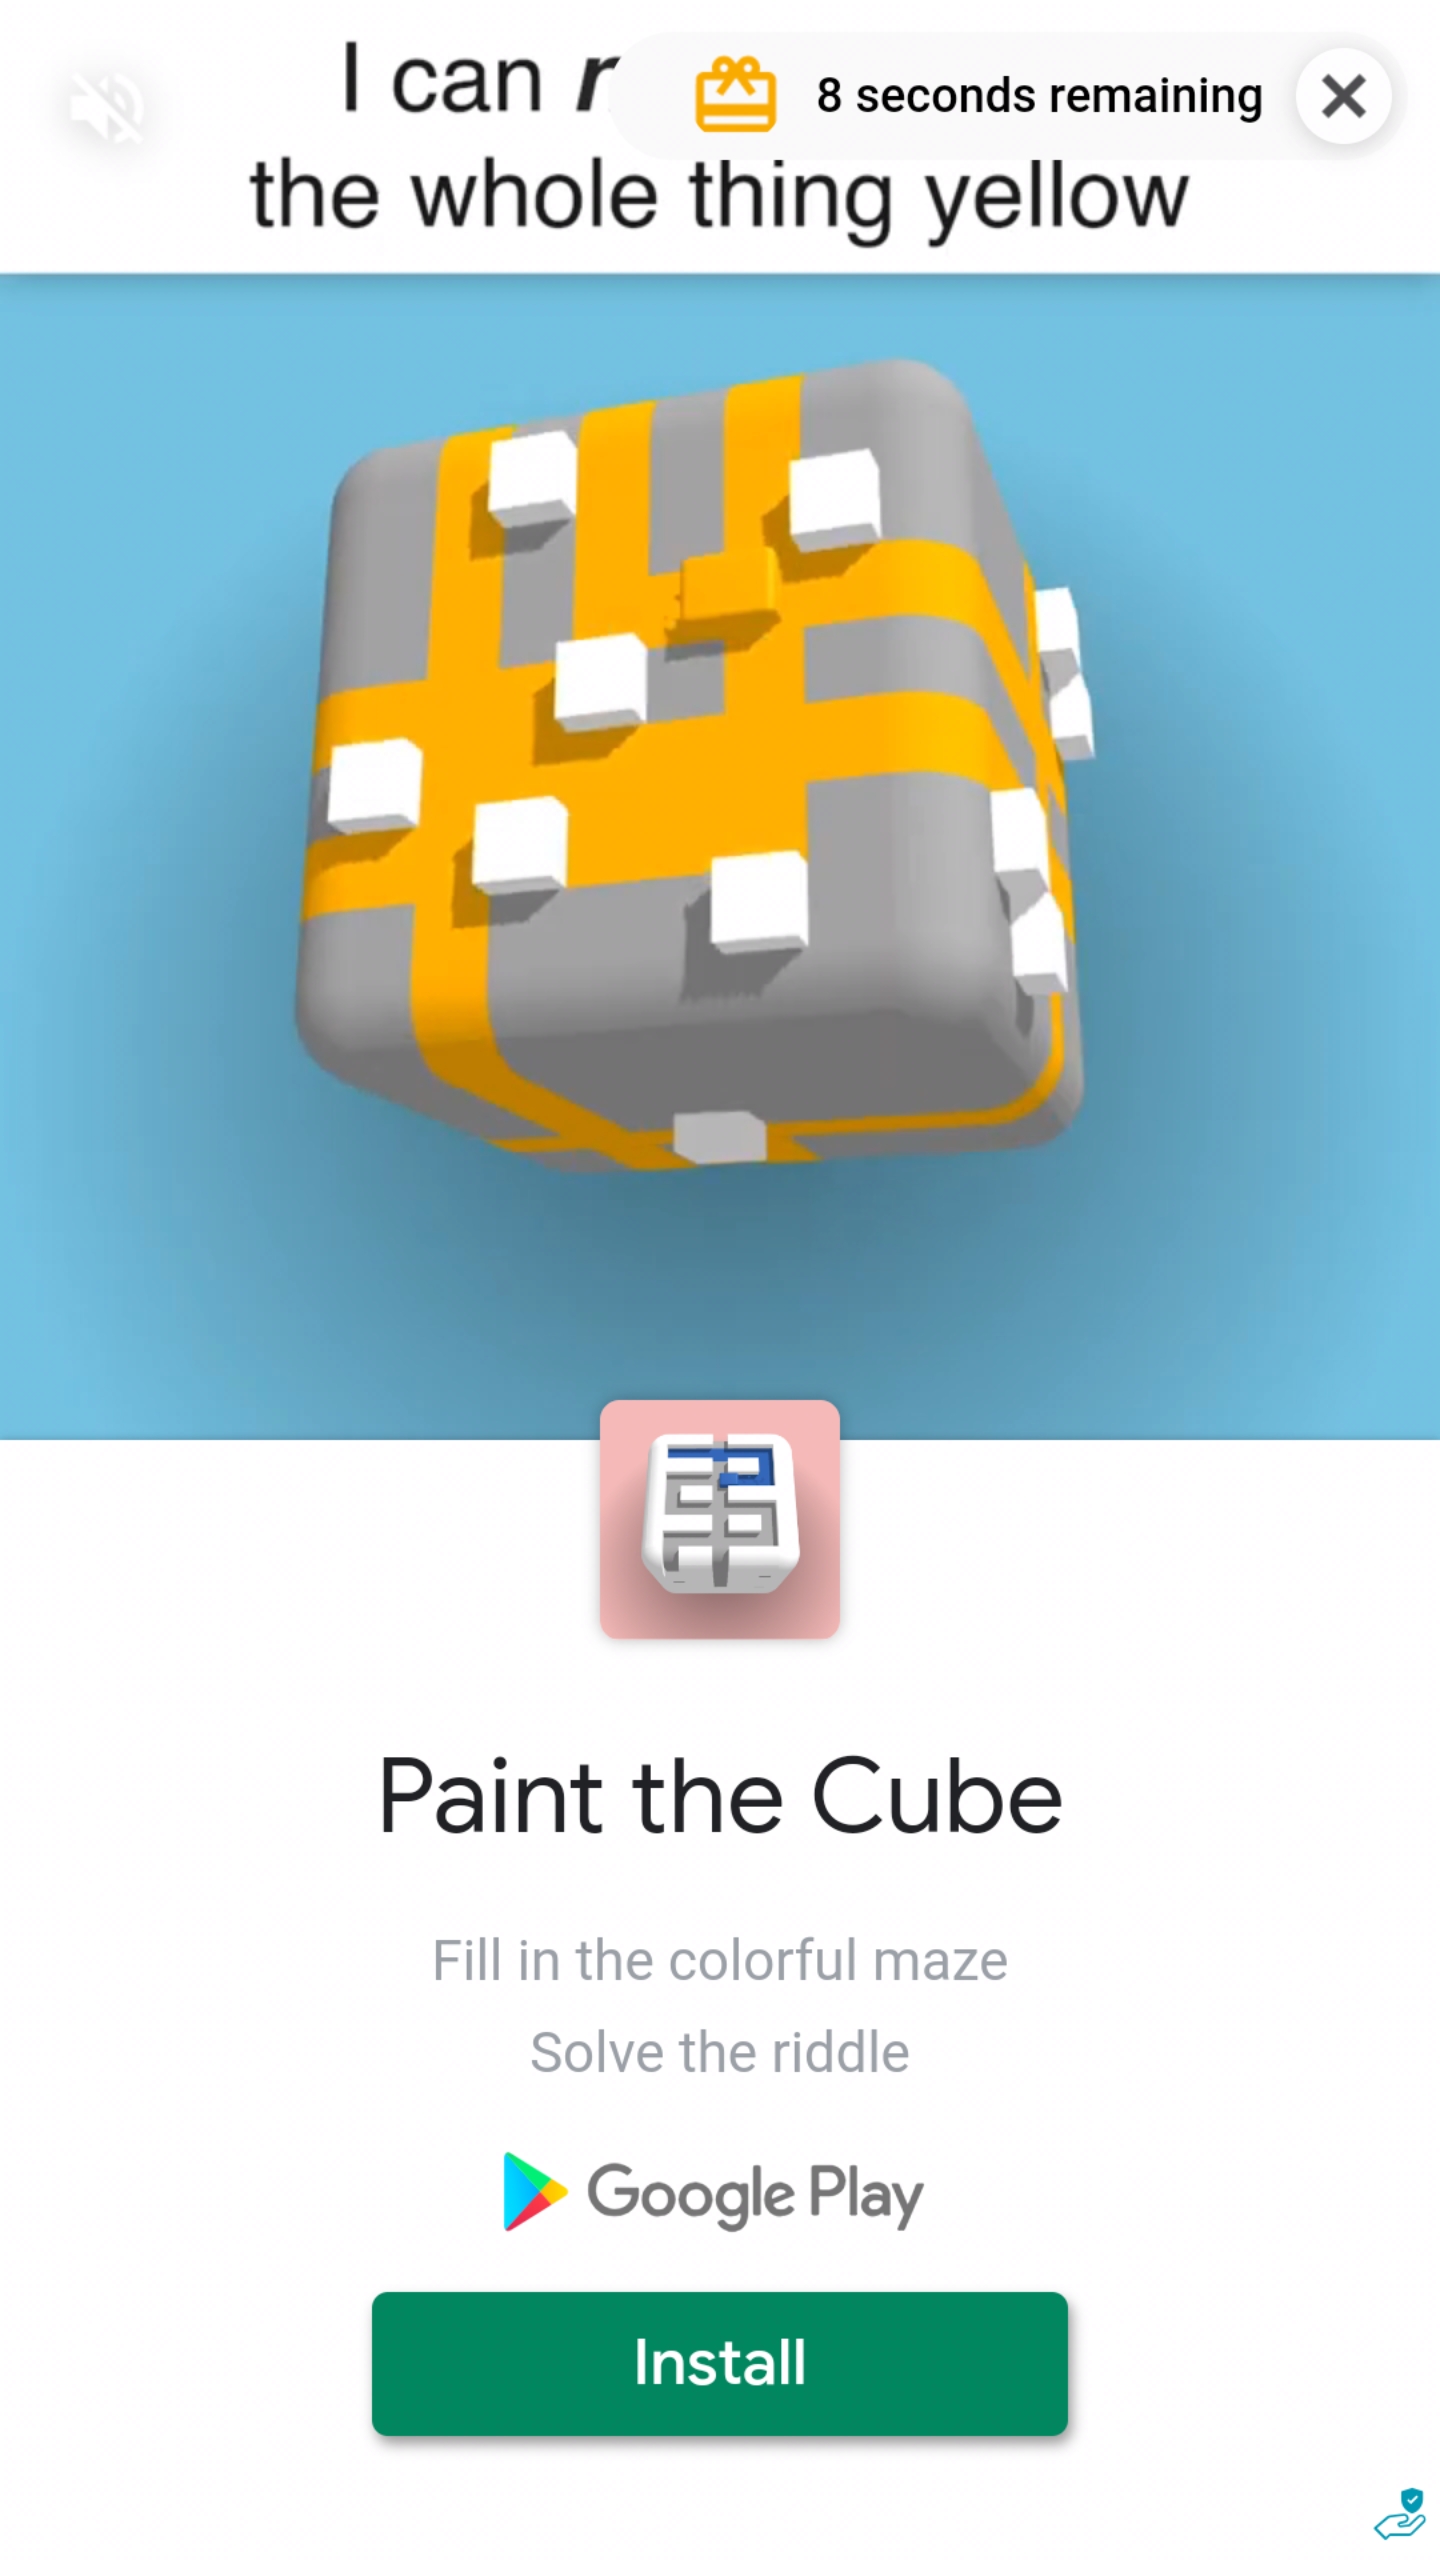 I can
8 seconds remaining
the whole thing yellow
Paint the Cube
Fill in the colorful maze
Solve the riddle
Google Play
Install